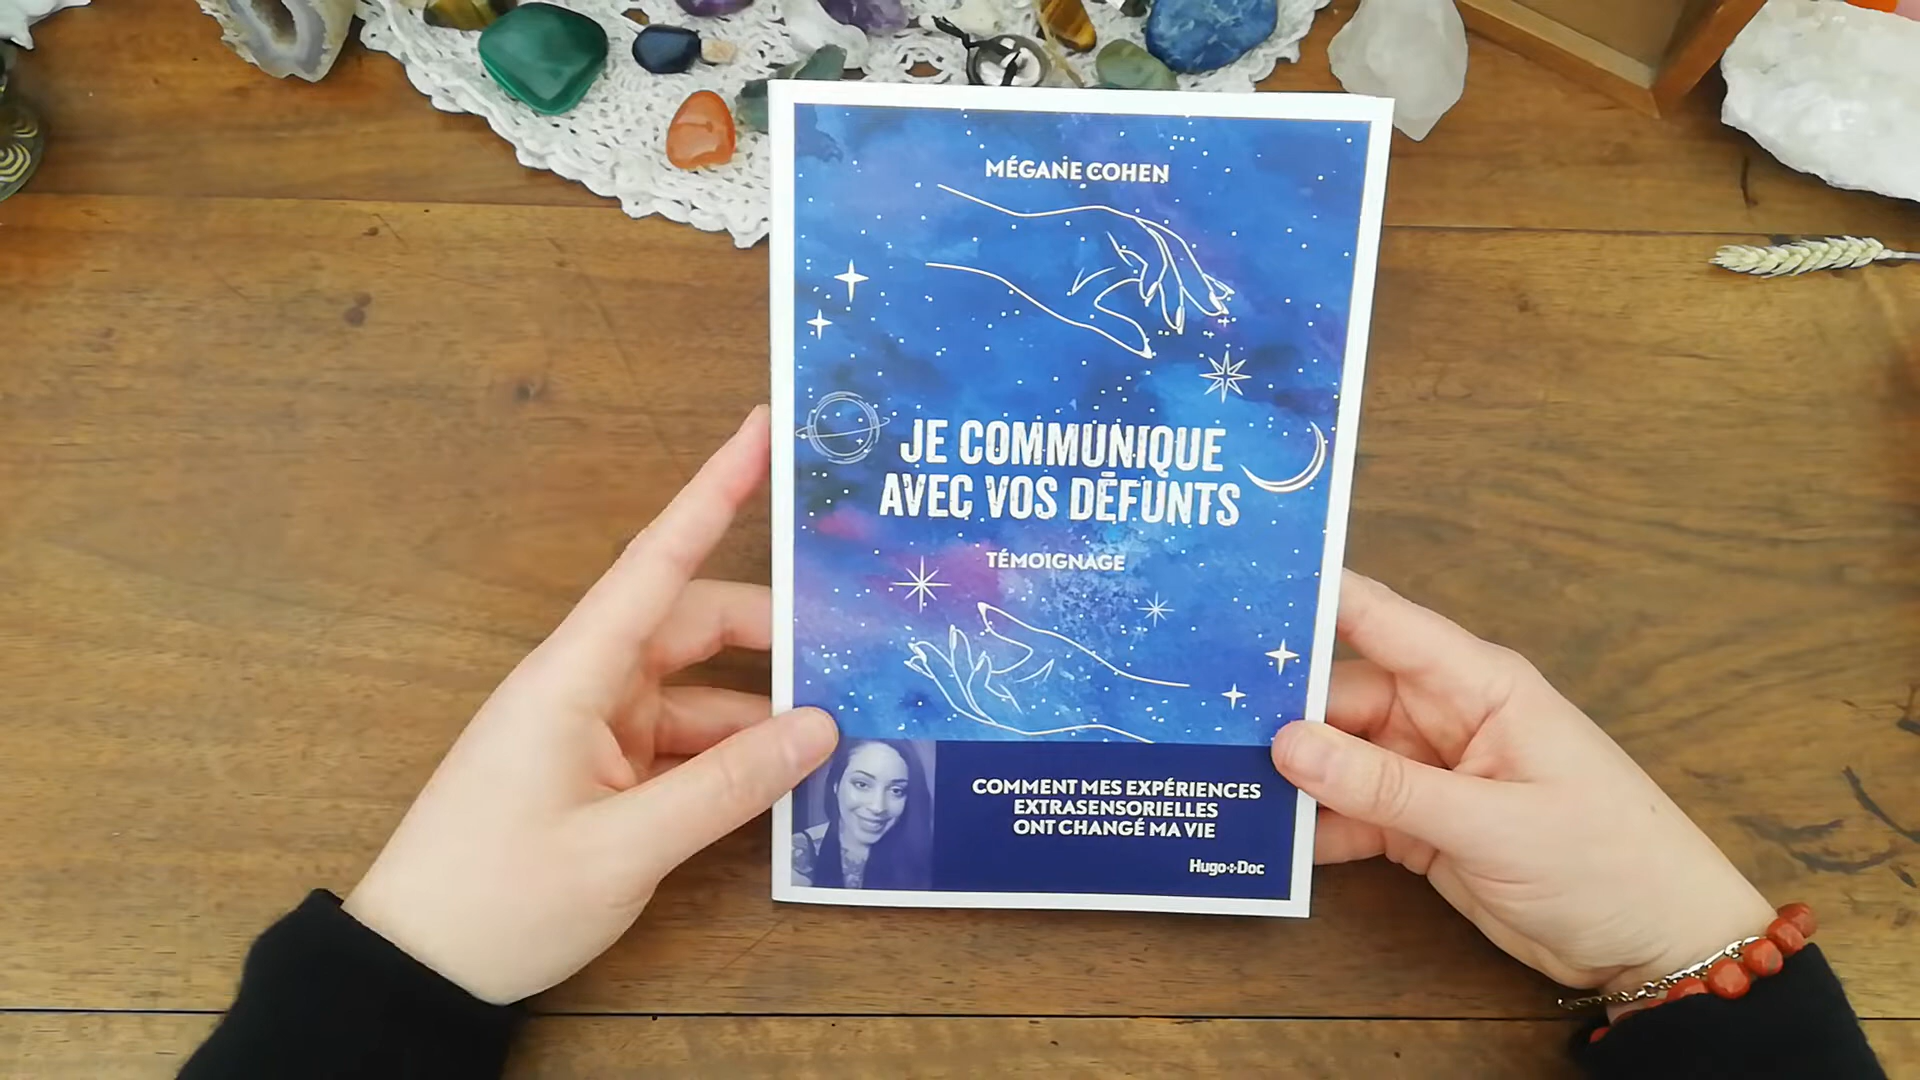 MÉGANE COHEN
JE COMMUNIQUE
AVEC VOS DÉFUNTS
TÉMOIGNAGE
COMMENT MES EXPÉRIENCES
EXTRASENSORIELLES
ONT CHANGÉ MA VIE
Hugo+Doc